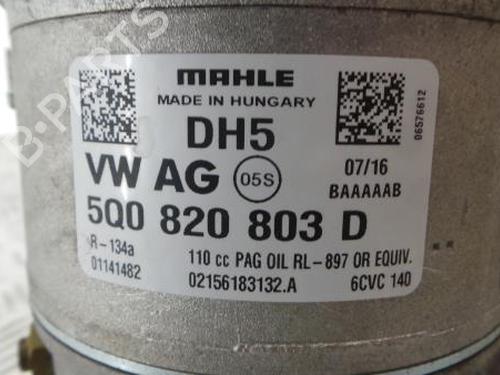 B-PARTS
MAHLE
MADE IN HUNGARY
DH5
06576612
VW AG 05S
07/16
BAAAAAB
5Q0 820 803 D
R-134a
110 cc PAG OIL RL-897 OR EQUIV.
01141482
02156183132.A
6CVC 140